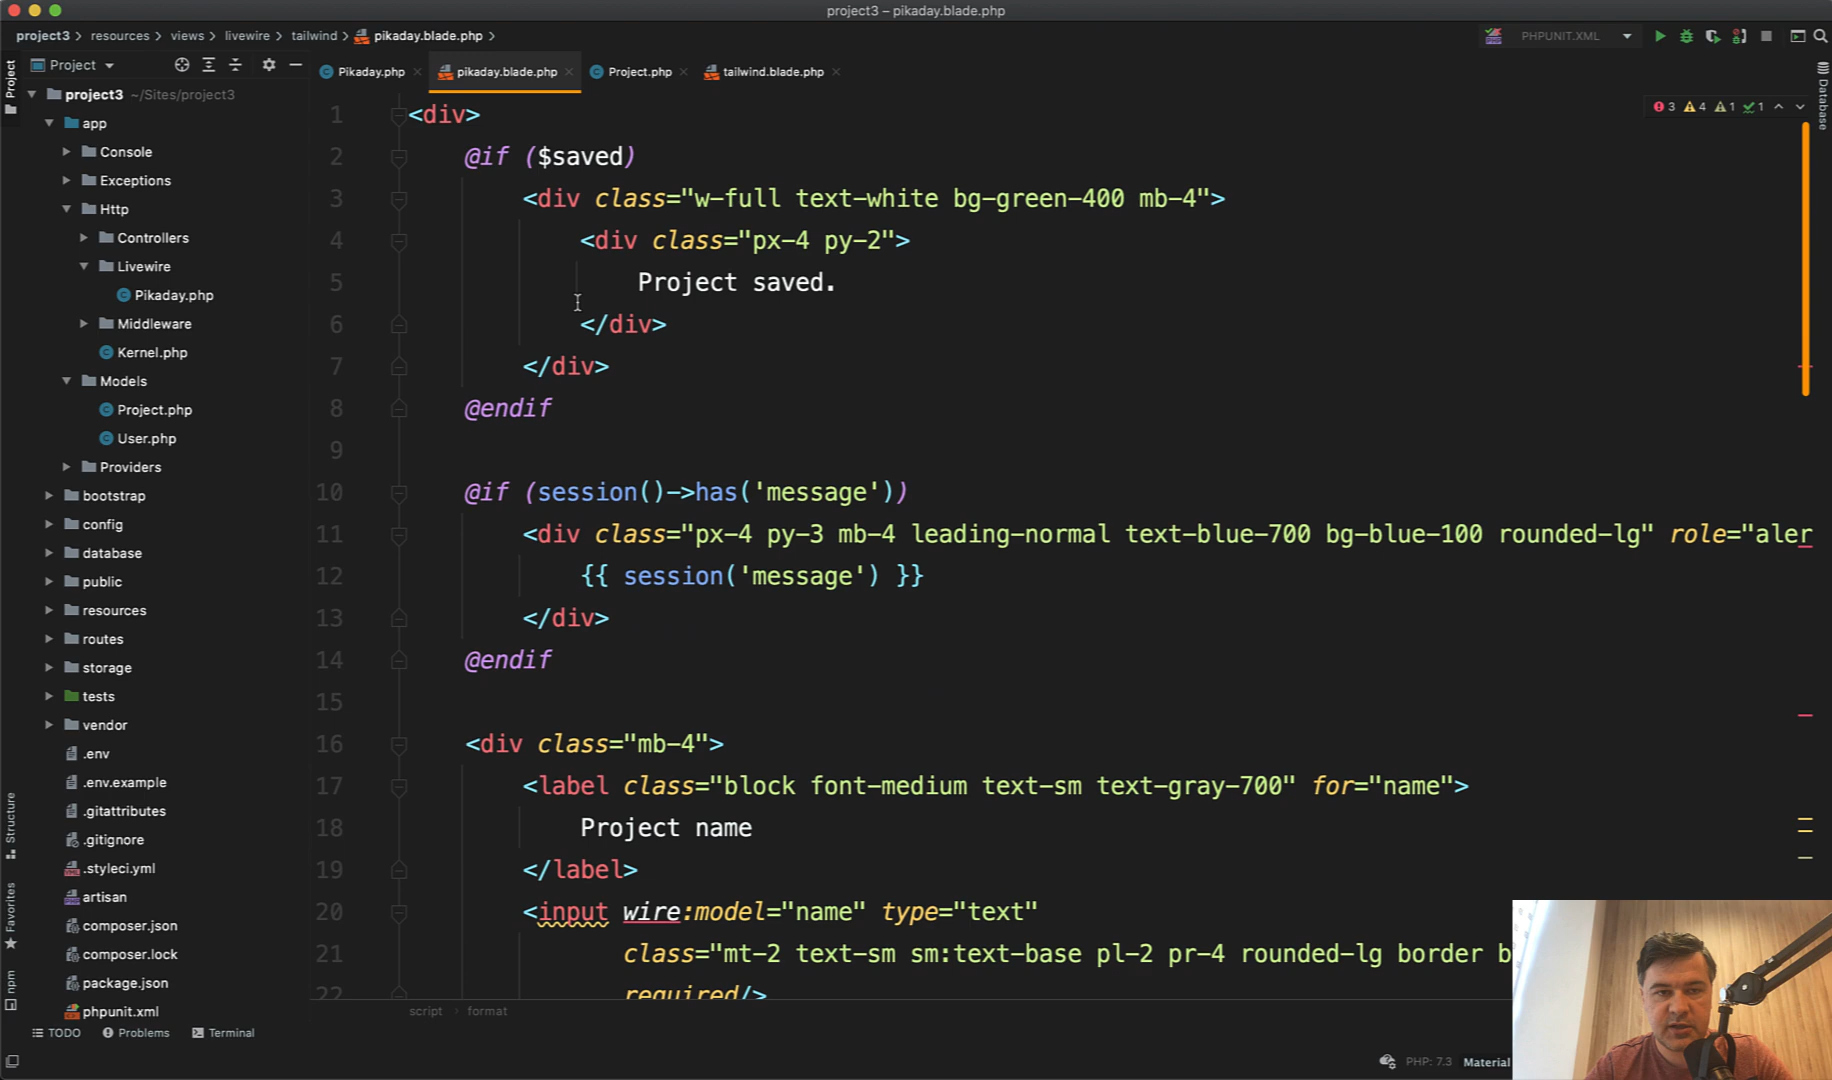 project3 – pikaday.blade.php
project3 › resources › views › livewire › tailwind › pikaday.blade.php ›
PHPUNIT.XML
Project
Pikaday.php
pikaday.blade.php
Project.php
tailwind.blade.php
Project
Database
project3 ~/Sites/project3
app
Console
Exceptions
Http
Controllers
Livewire
Pikaday.php
Middleware
Kernel.php
Models
Project.php
User.php
Providers
bootstrap
config
database
public
resources
routes
storage
tests
vendor
.env
.env.example
.gitattributes
.gitignore
.styleci.yml
artisan
composer.json
composer.lock
package.json
phpunit.xml
Structure
Favorites
npm
3 4 1 1
1 <div>
2 @if ($saved)
3 <div class="w-full text-white bg-green-400 mb-4">
4 <div class="px-4 py-2">
5 Project saved.
6 </div>
7 </div>
8 @endif
9
10 @if (session()->has('message'))
11 <div class="px-4 py-3 mb-4 leading-normal text-blue-700 bg-blue-100 rounded-lg" role="aler
12 {{ session('message') }}
13 </div>
14 @endif
15
16 <div class="mb-4">
17 <label class="block font-medium text-sm text-gray-700" for="name">
18 Project name
19 </label>
20 <input wire:model="name" type="text"
21 class="mt-2 text-sm sm:text-base pl-2 pr-4 rounded-lg border b
22 required/>
script › format
TODO
Problems
Terminal
PHP: 7.3
Material